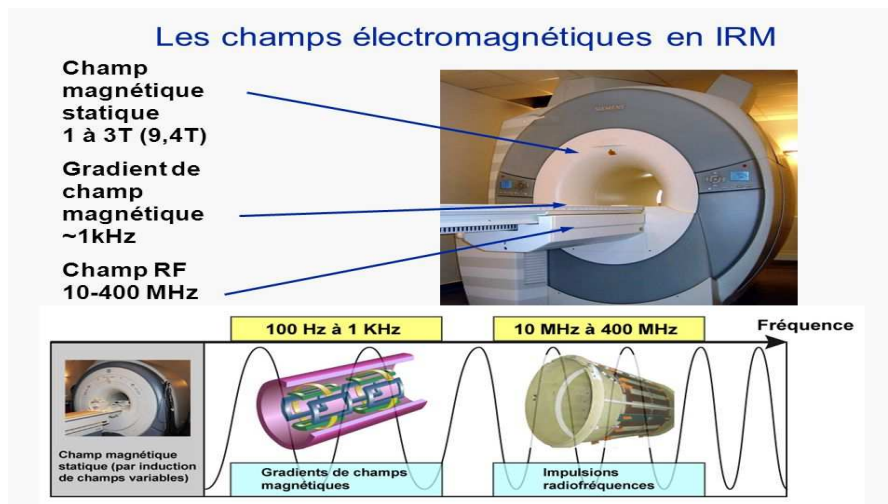 Les champs électromagnétiques en IRM
Champ
magnétique
statique
1 à 3T (9,4T)
Gradient de
champ
magnétique
~1kHz
Champ RF
10-400 MHz
SIEMENS
100 Hz à 1 KHz
10 MHz à 400 MHz
Fréquence
Champ magnétique
statique (par induction
de champs variables)
Gradients de champs
magnétiques
Impulsions
radiofréquences